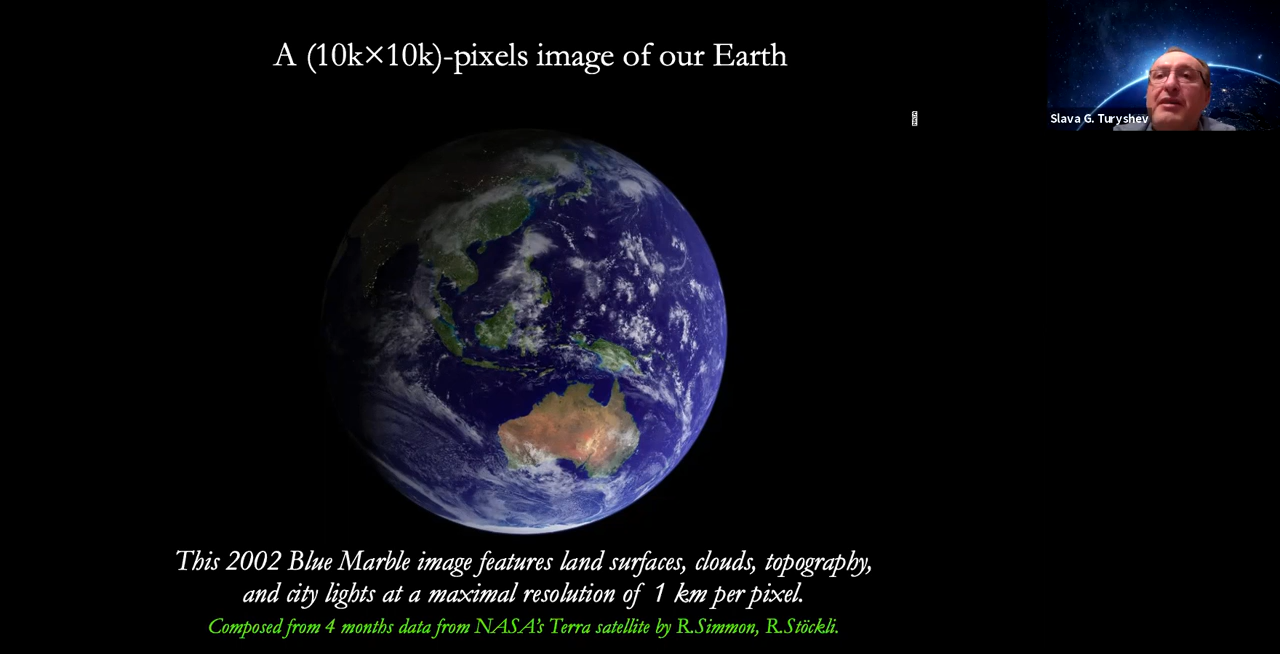 A (10k×10k)-pixels image of our Earth
Slava G. Turyshev
This 2002 Blue Marble image features land surfaces, clouds, topography,
and city lights at a maximal resolution of 1 km per pixel.
Composed from 4 months data from NASA's Terra satellite by R.Simmon, R.Stöckli.